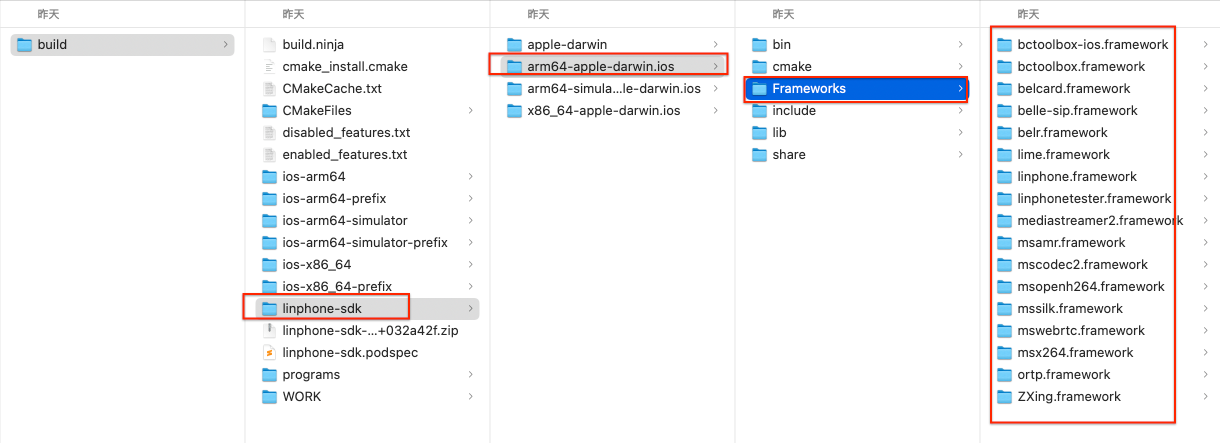 昨天
昨天
昨天
昨天
昨天
build
build.ninja
cmake_install.cmake
CMakeCache.txt
CMakeFiles
disabled_features.txt
enabled_features.txt
ios-arm64
ios-arm64-prefix
ios-arm64-simulator
ios-arm64-simulator-prefix
ios-x86_64
ios-x86_64-prefix
linphone-sdk
linphone-sdk-...+032a42f.zip
linphone-sdk.podspec
programs
WORK
apple-darwin
arm64-apple-darwin.ios
arm64-simula...le-darwin.ios
x86_64-apple-darwin.ios
bin
cmake
Frameworks
include
lib
share
bctoolbox-ios.framework
bctoolbox.framework
belcard.framework
belle-sip.framework
belr.framework
lime.framework
linphone.framework
linphonetester.framework
mediastreamer2.framework
msamr.framework
mscodec2.framework
msopenh264.framework
mssilk.framework
mswebrtc.framework
msx264.framework
ortp.framework
ZXing.framework